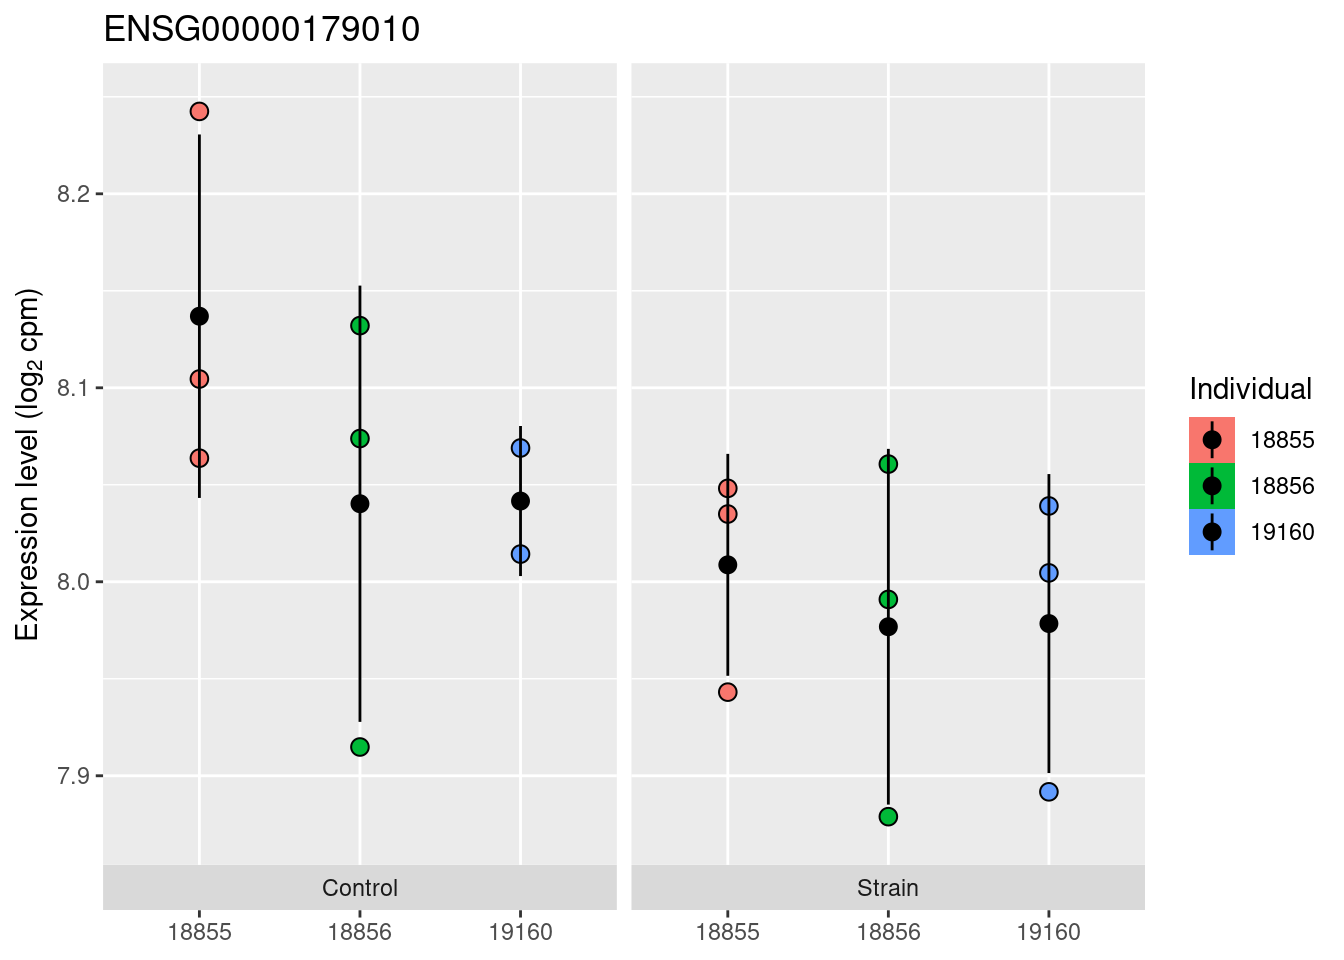 ENSG00000179010
Expression level (log₂ cpm)
8.2
8.1
8.0
7.9
Control
Strain
18855
18856
19160
18855
18856
19160
Individual
18855
18856
19160